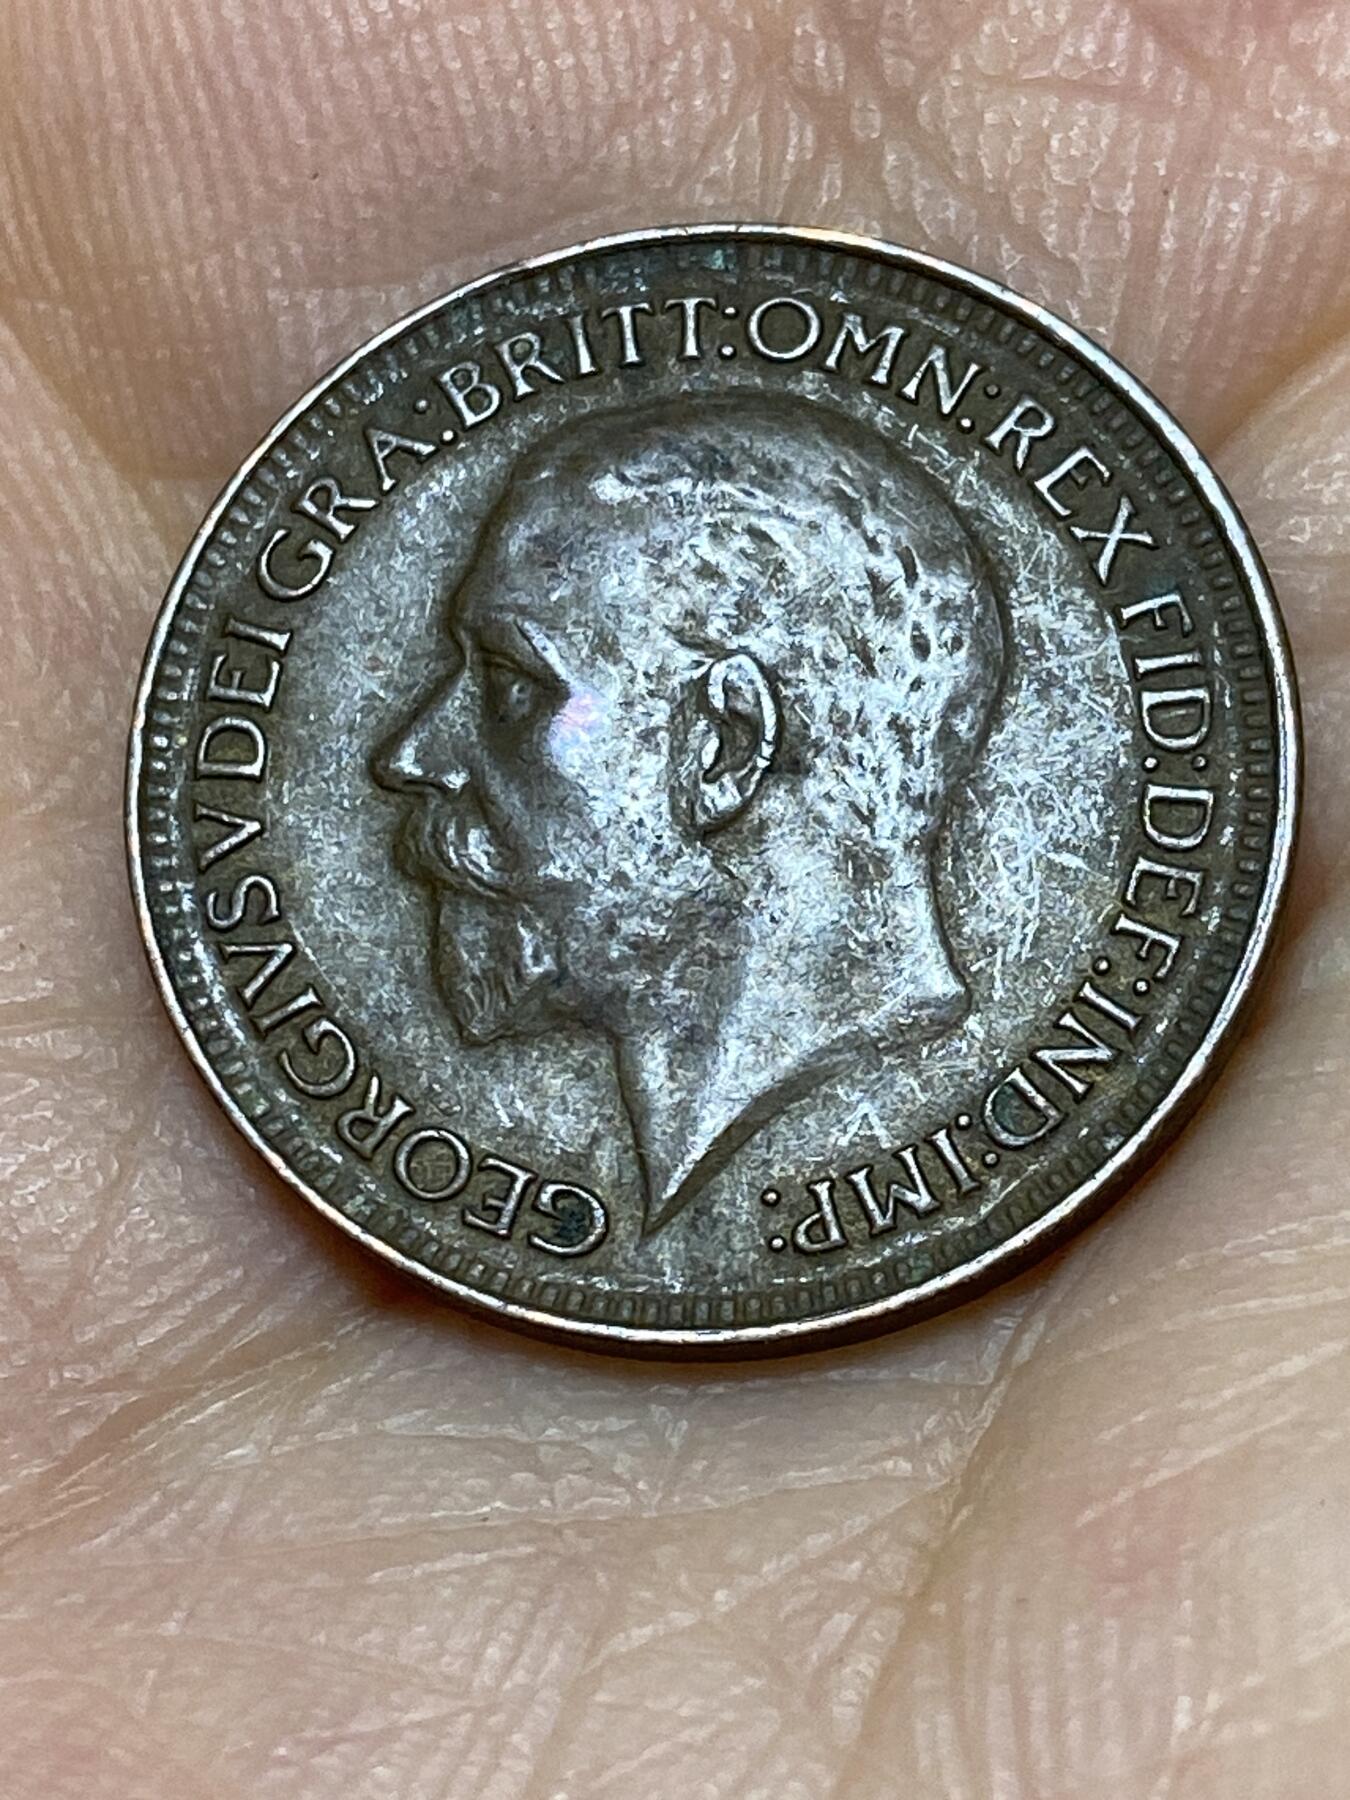 GEORGIVS V DEI GRA: BRITT: OMN: REX FID: DEF: IND: IMP: